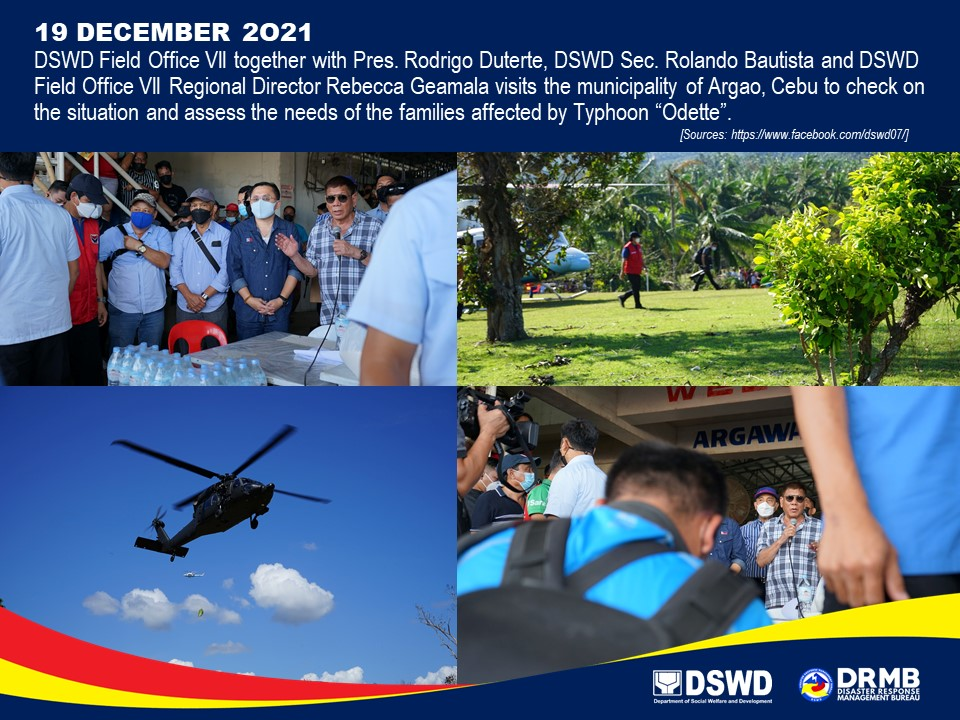 19 DECEMBER 2021
DSWD Field Office VII together with Pres. Rodrigo Duterte, DSWD Sec. Rolando Bautista and DSWD
Field Office VII Regional Director Rebecca Geamala visits the municipality of Argao, Cebu to check on
the situation and assess the needs of the families affected by Typhoon “Odette”.
[Sources: https://www.facebook.com/dswd07/]
ARGAWA
DSWD
Department of Social Welfare and Development
DRMB
DISASTER RESPONSE
MANAGEMENT BUREAU